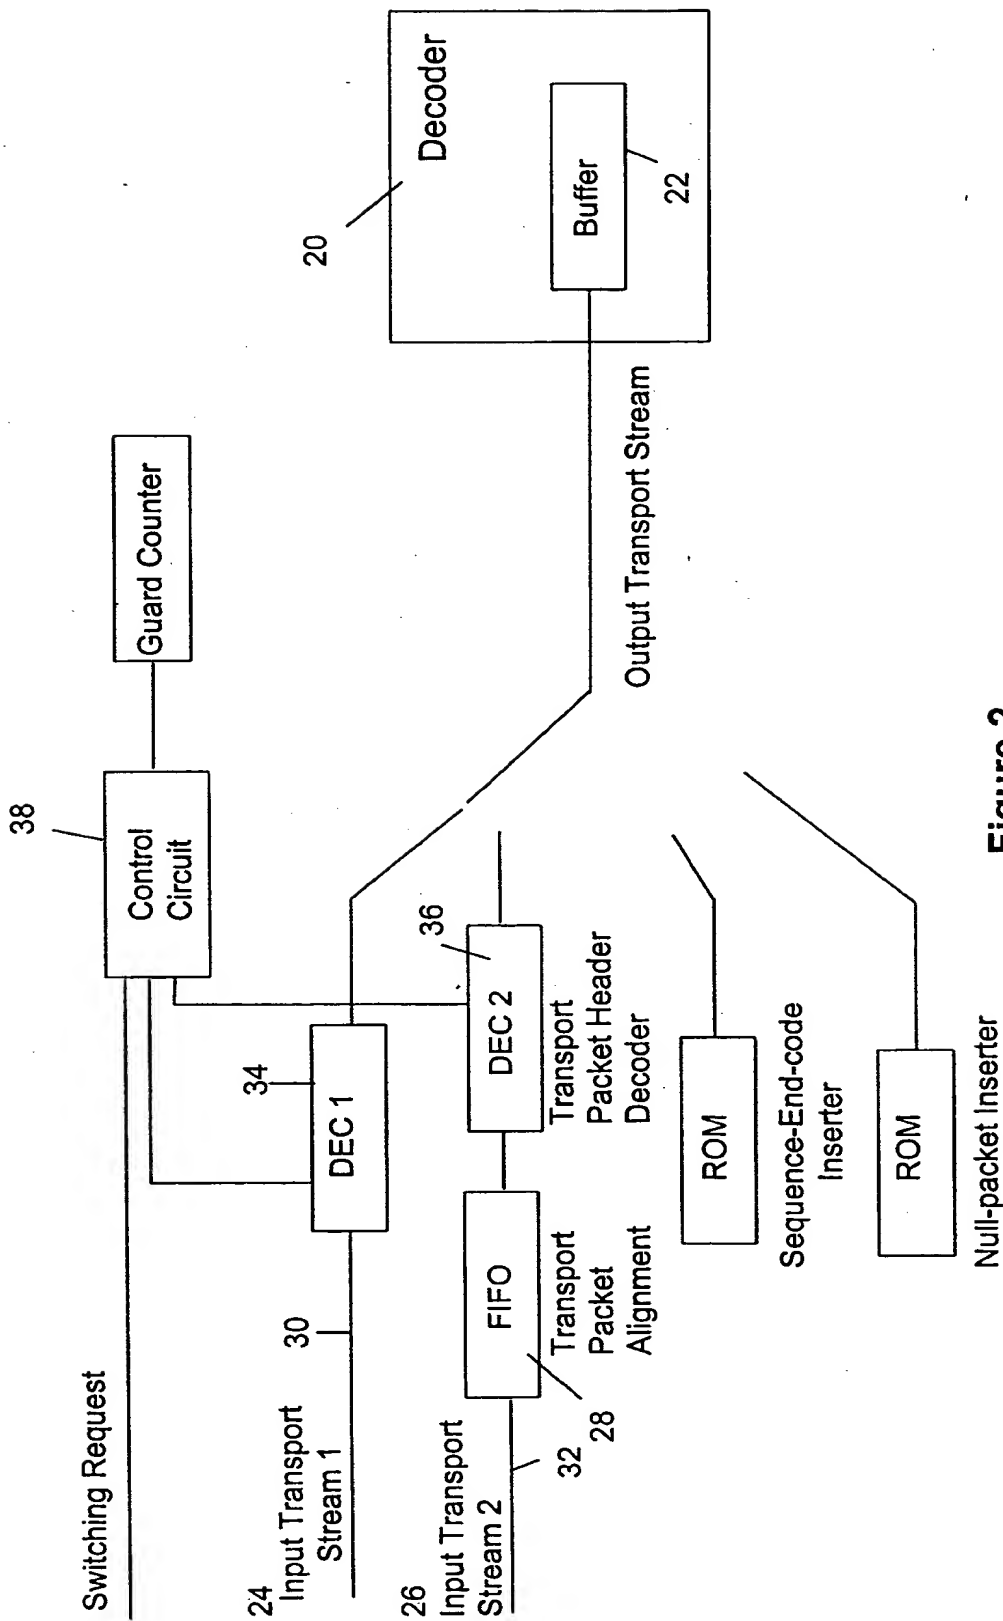 Switching Request
38
Control
Circuit
Guard Counter
24
Input Transport
Stream 1
30
34
DEC 1
26
Input Transport
Stream 2
32
28
FIFO
Transport
Packet
Alignment
36
DEC 2
Transport
Packet Header
Decoder
ROM
Sequence-End-code
Inserter
ROM
Null-packet Inserter
Output Transport Stream
20
Decoder
Buffer
22
Figure 2